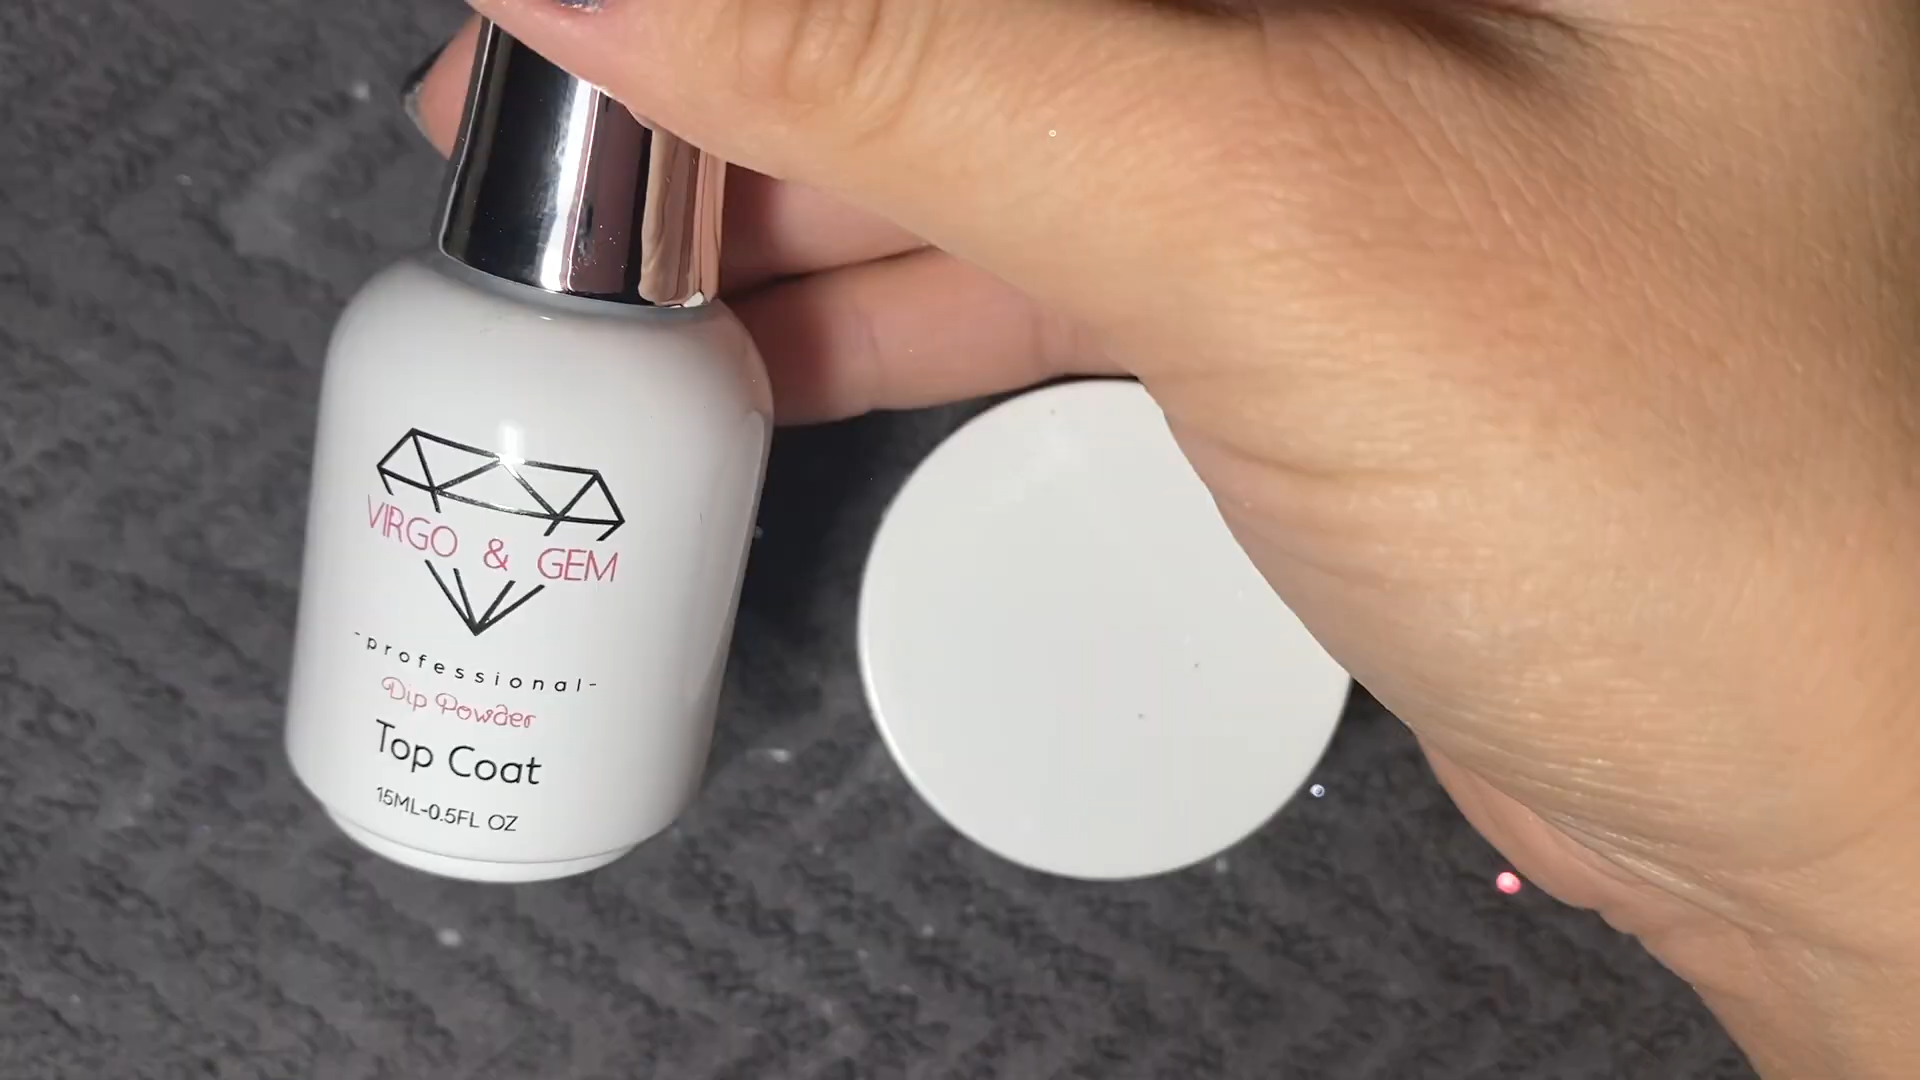 VIRGO & GEM
-professional-
Dip Powder
Top Coat
15ML-0.5FL OZ